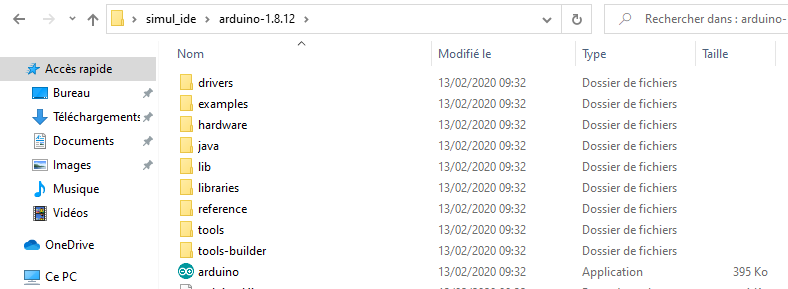 simul_ide > arduino-1.8.12 >
Rechercher dans : arduino-
Nom Modifié le Type Taille
Accès rapide
Bureau
Téléchargements
Documents
Images
Musique
Vidéos
OneDrive
Ce PC
drivers 13/02/2020 09:32 Dossier de fichiers
examples 13/02/2020 09:32 Dossier de fichiers
hardware 13/02/2020 09:32 Dossier de fichiers
java 13/02/2020 09:32 Dossier de fichiers
lib 13/02/2020 09:32 Dossier de fichiers
libraries 13/02/2020 09:32 Dossier de fichiers
reference 13/02/2020 09:32 Dossier de fichiers
tools 13/02/2020 09:32 Dossier de fichiers
tools-builder 13/02/2020 09:32 Dossier de fichiers
arduino 13/02/2020 09:32 Application 395 Ko